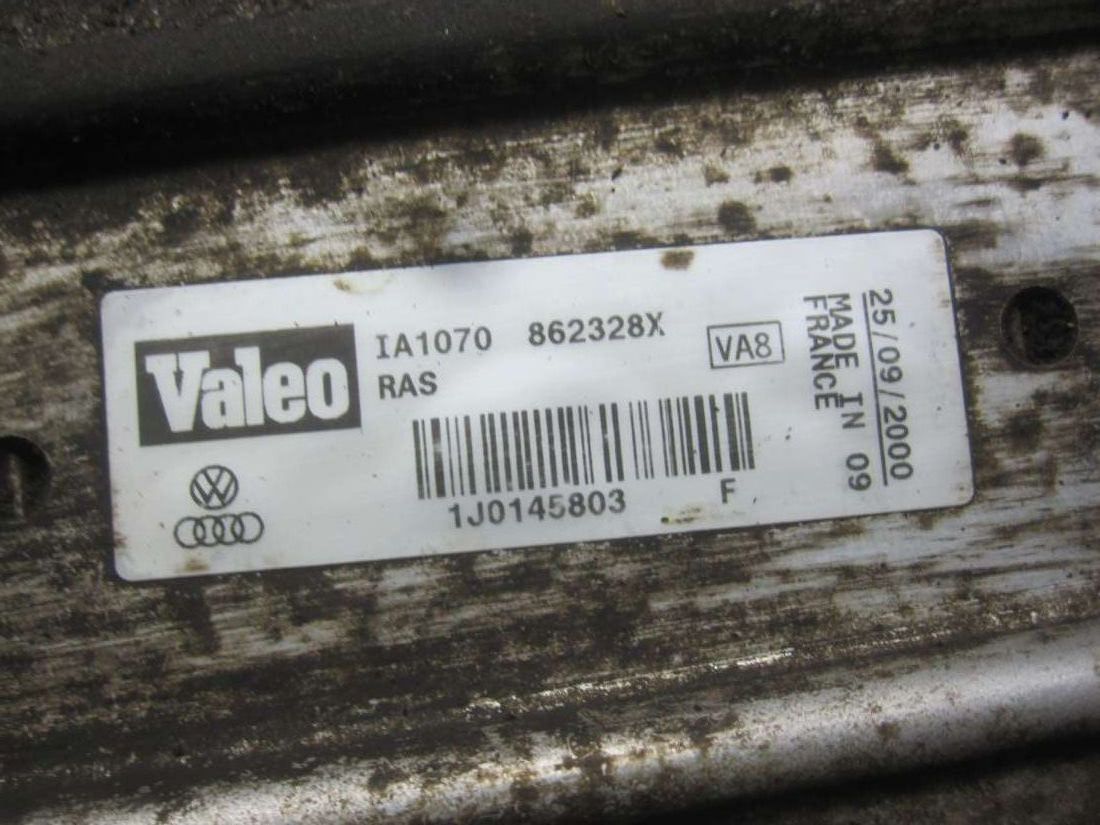 Valeo
IA1070 862328X
RAS
VA8
1J0145803 F
25/09/2000
MADE IN 09
FRANCE